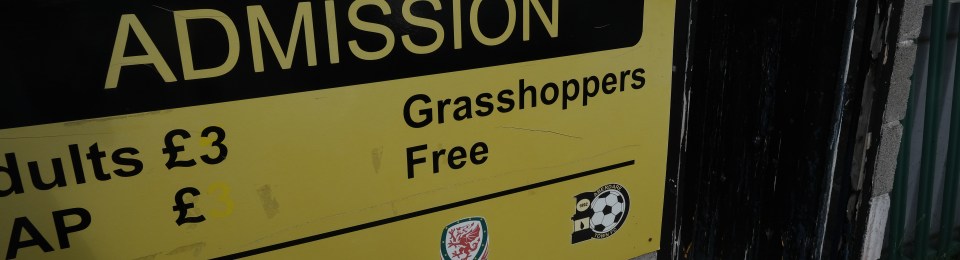 ADMISSION
dults £3
AP £3
Grasshoppers
Free